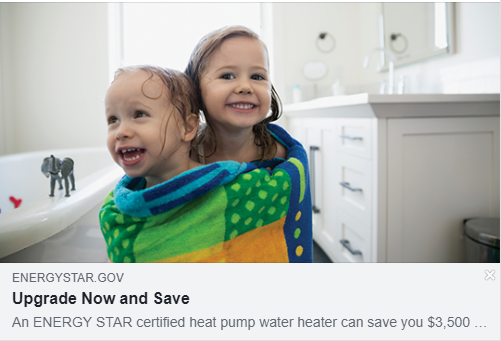 ENERGYSTAR.GOV
Upgrade Now and Save
An ENERGY STAR certified heat pump water heater can save you $3,500 ...